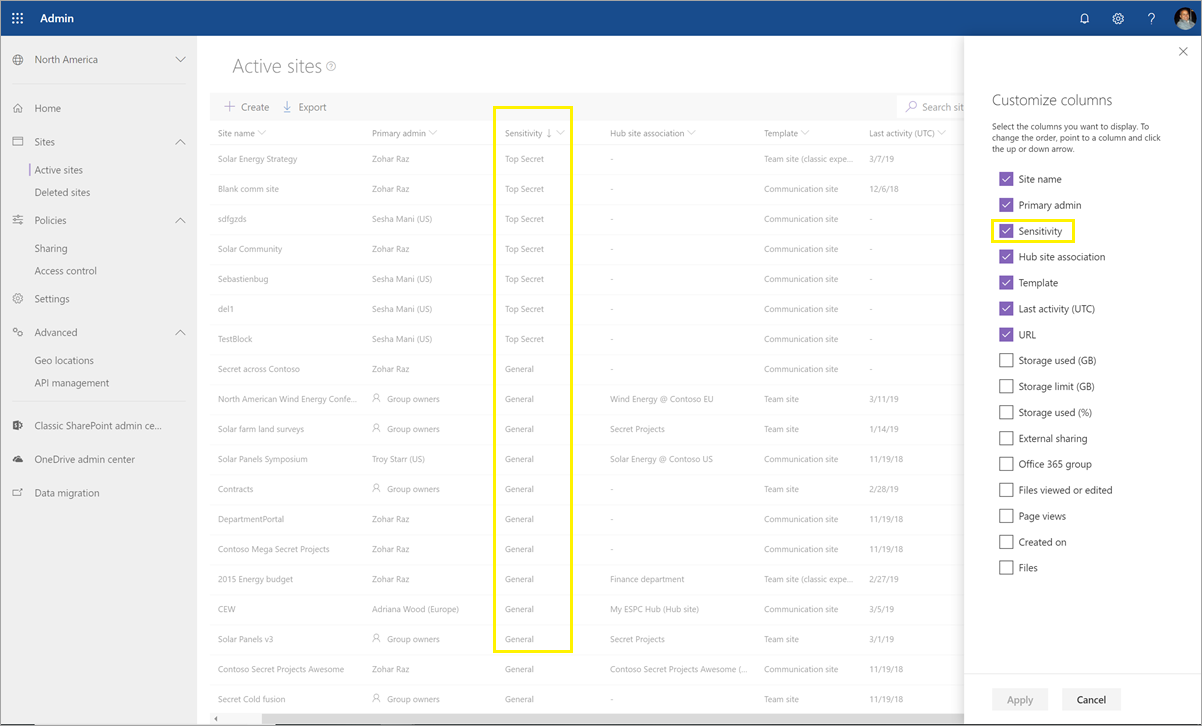 Admin
?
North America
Home
Sites
Active sites
Deleted sites
Policies
Sharing
Access control
Settings
Advanced
Geo locations
API management
Classic SharePoint admin ce...
OneDrive admin center
Data migration
Active sites
Create Export Search sit
Site name Primary admin Sensitivity ↓ Hub site association Template Last activity (UTC)
Solar Energy Strategy Zohar Raz Top Secret - Team site (classic expe... 3/7/19
Blank comm site Zohar Raz Top Secret - Communication site 12/6/18
sdfgzds Sesha Mani (US) Top Secret - Communication site -
Solar Community Zohar Raz Top Secret - Communication site -
Sebastienbug Sesha Mani (US) Top Secret - Communication site -
del1 Sesha Mani (US) Top Secret - Communication site -
TestBlock Sesha Mani (US) Top Secret - Communication site -
Secret across Contoso Zohar Raz General - Communication site -
North American Wind Energy Confe... Group owners General Wind Energy @ Contoso EU Team site 3/11/19
Solar farm land surveys Group owners General Secret Projects Team site 1/14/19
Solar Panels Symposium Troy Starr (US) General Solar Energy @ Contoso US Communication site 11/19/18
Contracts Group owners General - Team site 2/28/19
DepartmentPortal Zohar Raz General - Communication site 11/19/18
Contoso Mega Secret Projects Zohar Raz General - Communication site 11/19/18
2015 Energy budget Zohar Raz General Finance department Team site (classic expe... 2/27/19
CEW Adriana Wood (Europe) General My ESPC Hub (Hub site) Communication site 3/5/19
Solar Panels v3 Group owners General Secret Projects Team site 3/1/19
Contoso Secret Projects Awesome Zohar Raz General Contoso Secret Projects Awesome (... Communication site 11/19/18
Secret Cold fusion Group owners General - Team site 11/19/18
Customize columns
Select the columns you want to display. To
change the order, point to a column and click
the up or down arrow.
Site name
Primary admin
Sensitivity
Hub site association
Template
Last activity (UTC)
URL
Storage used (GB)
Storage limit (GB)
Storage used (%)
External sharing
Office 365 group
Files viewed or edited
Page views
Created on
Files
Apply Cancel